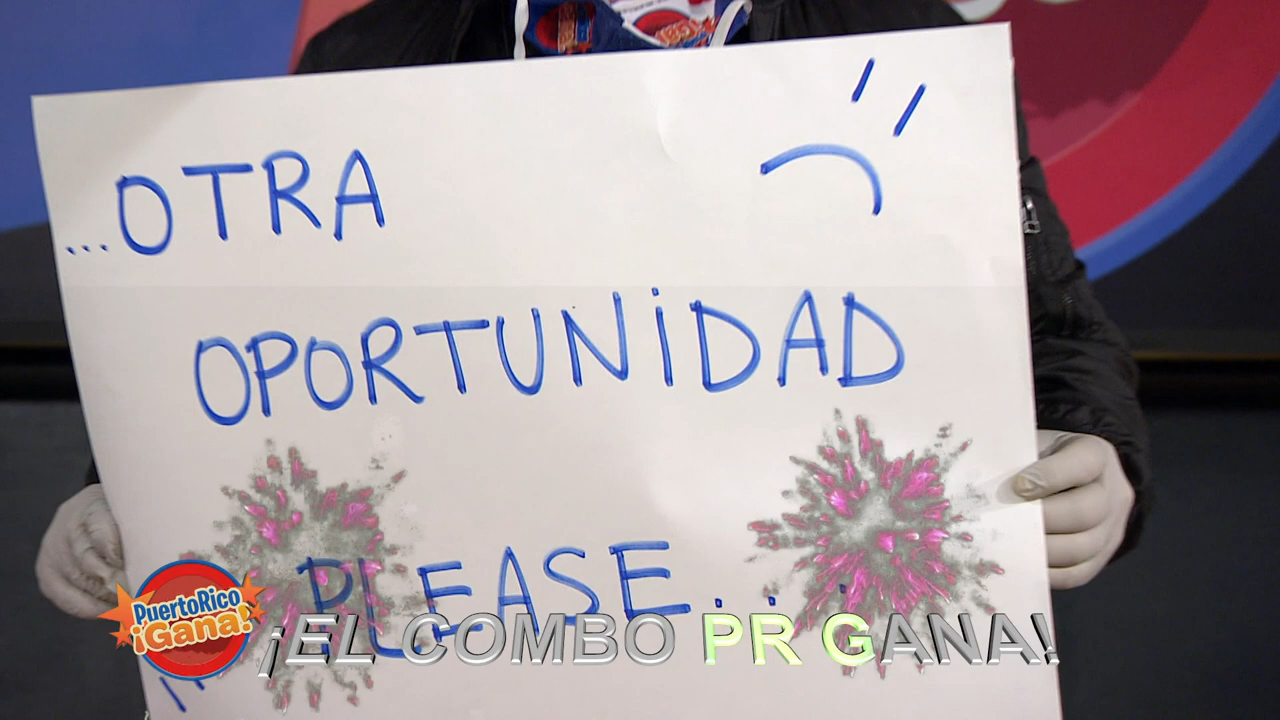 ...OTRA
OPORTUNIDAD
PLEASE...
PuertoRico
¡Gana!
¡EL COMBO PR GANA!